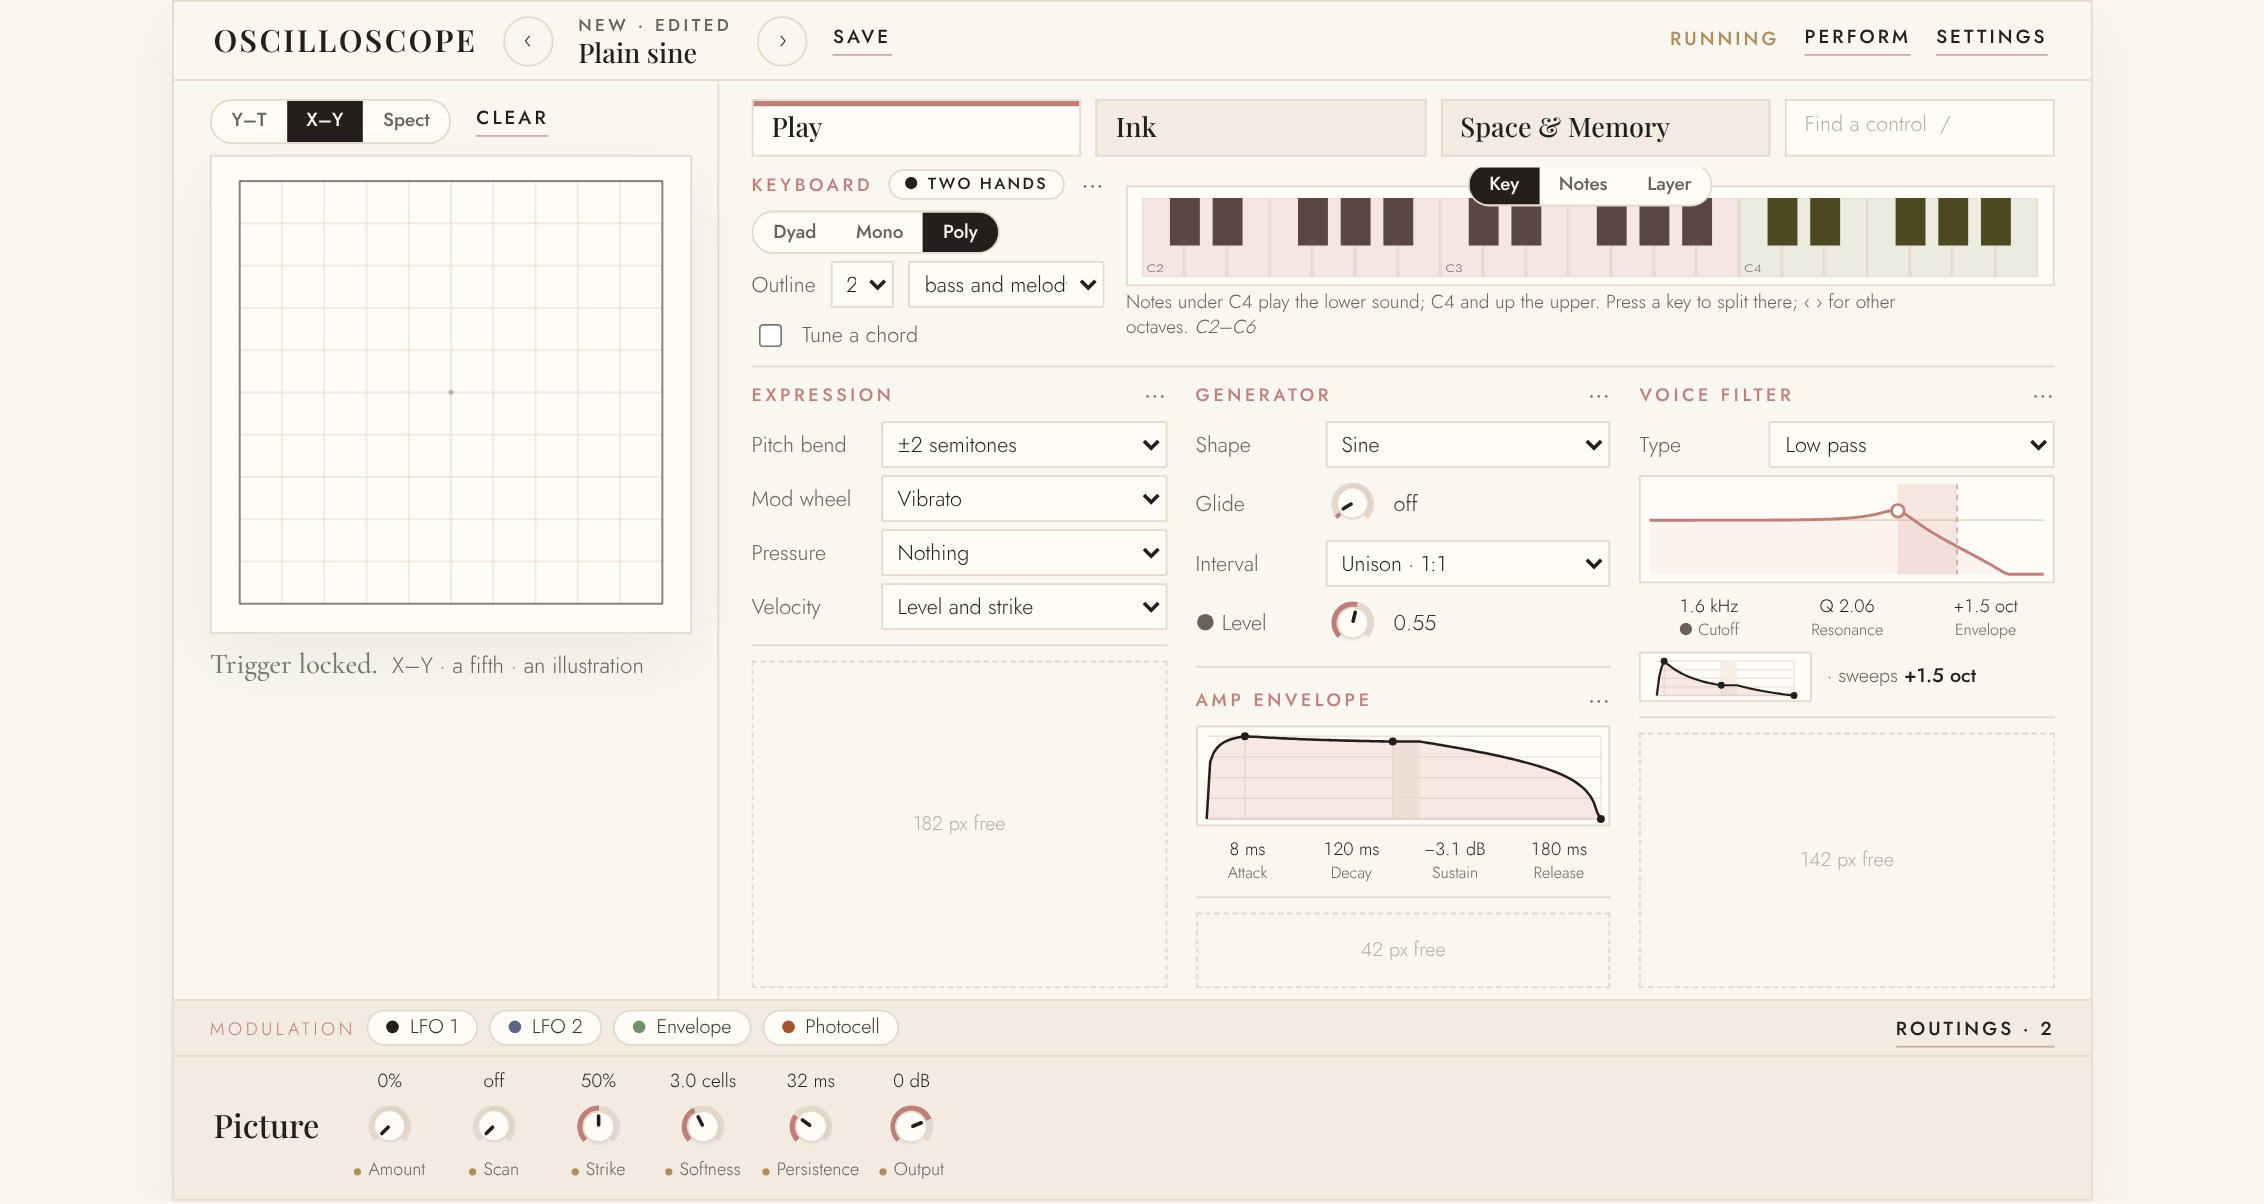 OSCILLOSCOPE
‹
NEW · EDITED
Plain sine
›
SAVE
RUNNING
PERFORM
SETTINGS
Y–T
X–Y
Spect
CLEAR
Play
Ink
Space & Memory
Find a control /
KEYBOARD
TWO HANDS
···
Key
Notes
Layer
Dyad
Mono
Poly
C2
C3
C4
Outline
2
bass and melod
Notes under C4 play the lower sound; C4 and up the upper. Press a key to split there; ‹ › for other
octaves. C2–C6
Tune a chord
EXPRESSION
···
Pitch bend
±2 semitones
Mod wheel
Vibrato
Pressure
Nothing
Velocity
Level and strike
182 px free
GENERATOR
···
Shape
Sine
Glide
off
Interval
Unison · 1:1
Level
0.55
AMP ENVELOPE
···
8 ms
Attack
120 ms
Decay
−3.1 dB
Sustain
180 ms
Release
42 px free
VOICE FILTER
···
Type
Low pass
1.6 kHz
Cutoff
Q 2.06
Resonance
+1.5 oct
Envelope
· sweeps +1.5 oct
142 px free
Trigger locked. X–Y · a fifth · an illustration
MODULATION
LFO 1
LFO 2
Envelope
Photocell
ROUTINGS · 2
Picture
0%
Amount
off
Scan
50%
Strike
3.0 cells
Softness
32 ms
Persistence
0 dB
Output